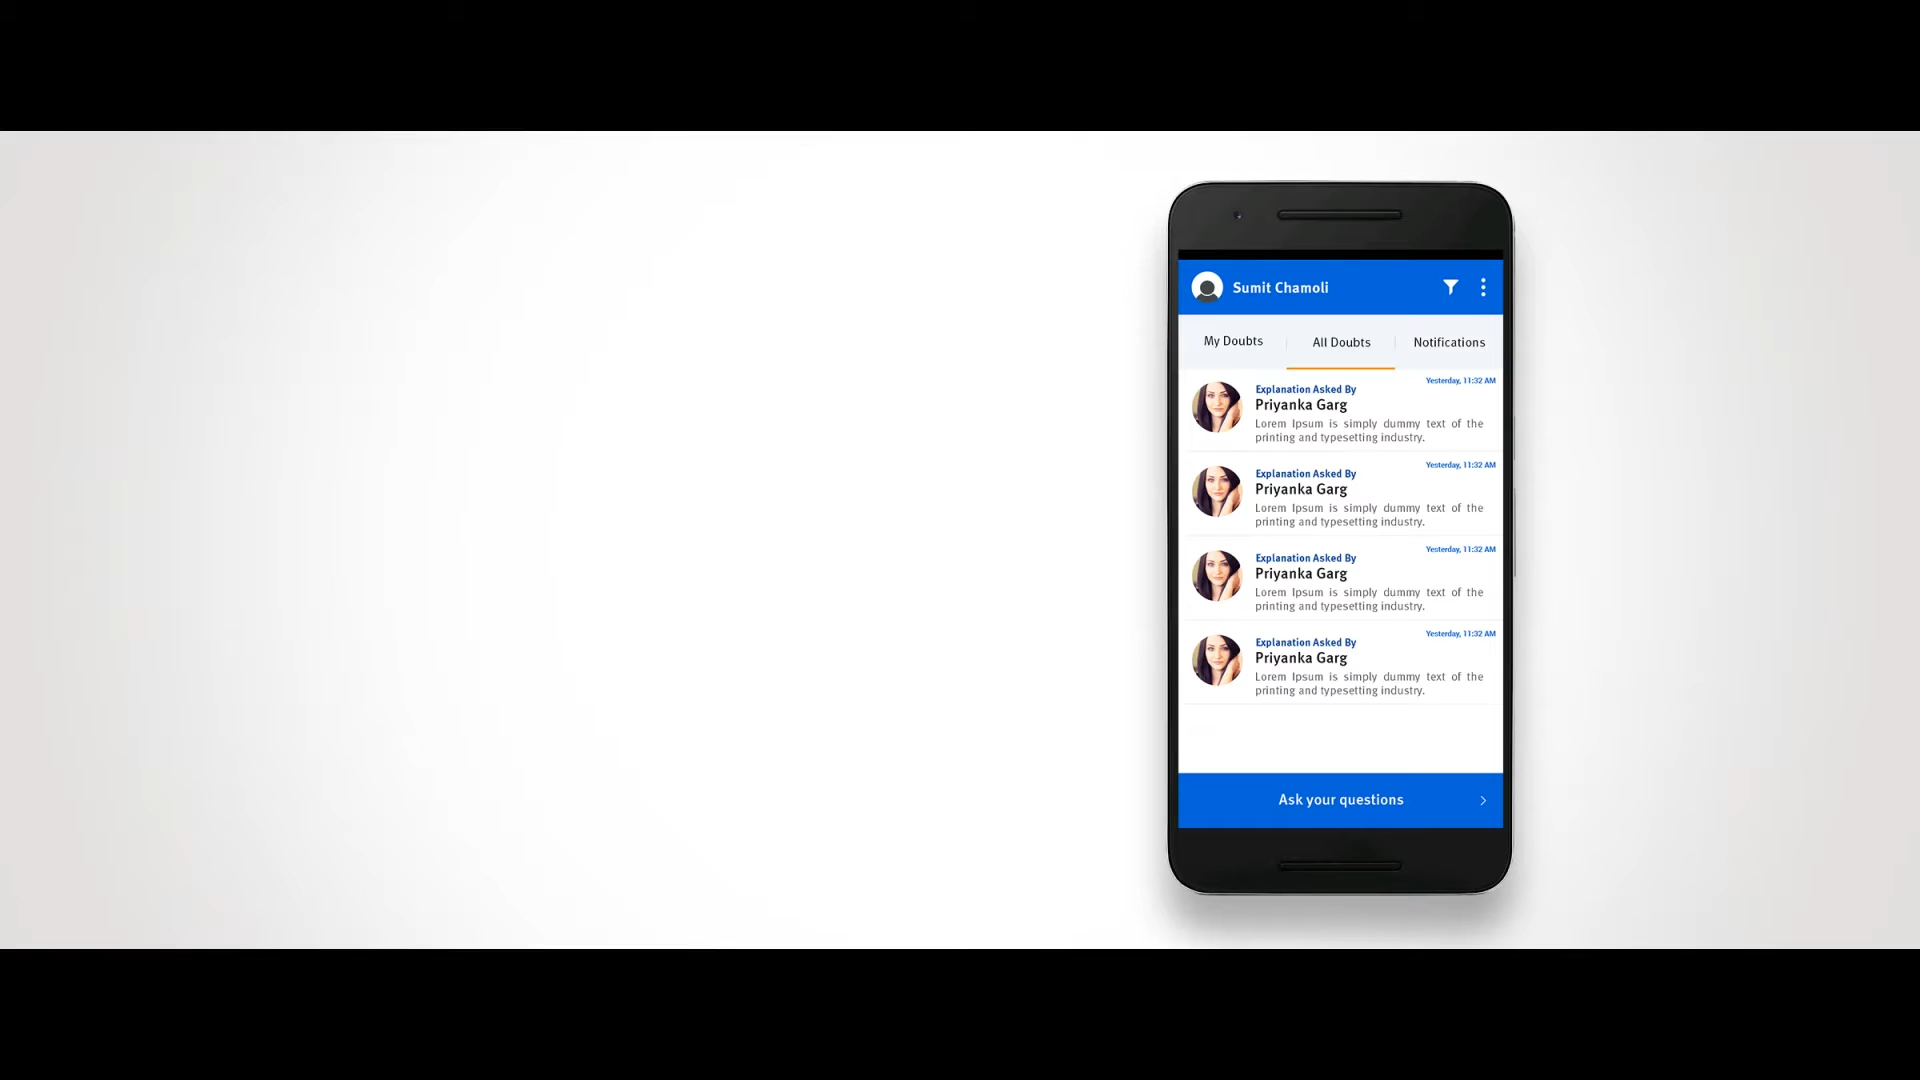 Sumit Chamoli
My Doubts
All Doubts
Notifications
Yesterday, 11:32 AM
Explanation Asked By
Priyanka Garg
Lorem Ipsum is simply dummy text of the
printing and typesetting industry.
Yesterday, 11:32 AM
Explanation Asked By
Priyanka Garg
Lorem Ipsum is simply dummy text of the
printing and typesetting industry.
Yesterday, 11:32 AM
Explanation Asked By
Priyanka Garg
Lorem Ipsum is simply dummy text of the
printing and typesetting industry.
Yesterday, 11:32 AM
Explanation Asked By
Priyanka Garg
Lorem Ipsum is simply dummy text of the
printing and typesetting industry.
Ask your questions